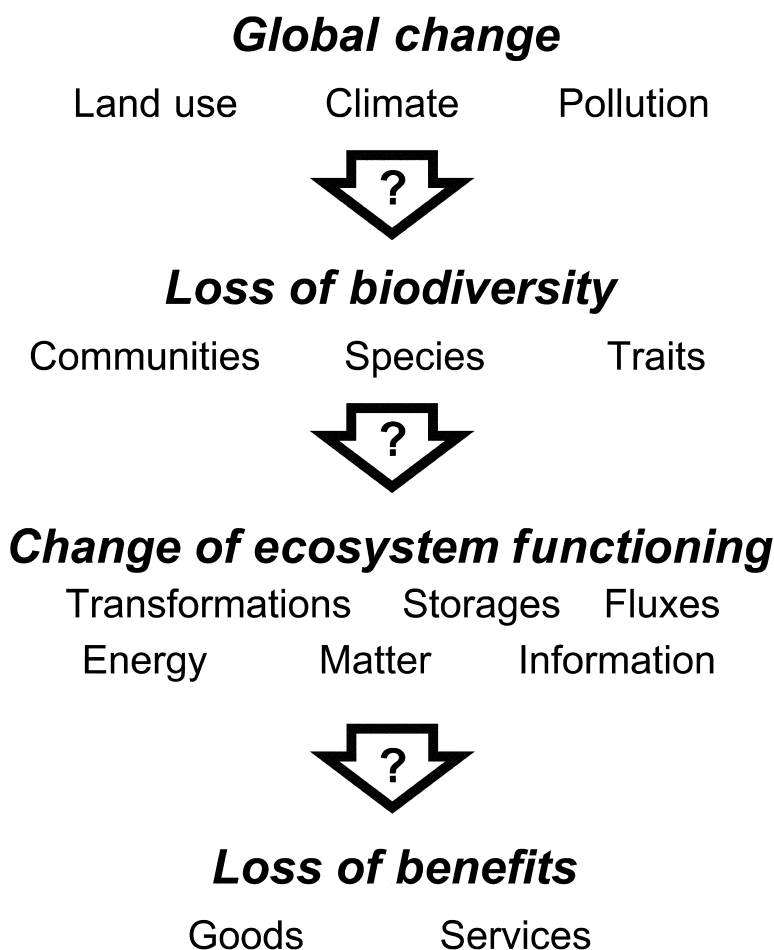 Global change
Land use Climate Pollution
?
Loss of biodiversity
Communities Species Traits
?
Change of ecosystem functioning
Transformations Storages Fluxes
Energy Matter Information
?
Loss of benefits
Goods Services